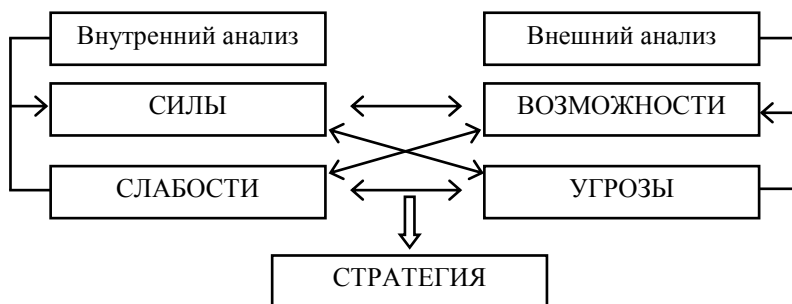 Внутренний анализ
Внешний анализ
СИЛЫ
ВОЗМОЖНОСТИ
СЛАБОСТИ
УГРОЗЫ
СТРАТЕГИЯ